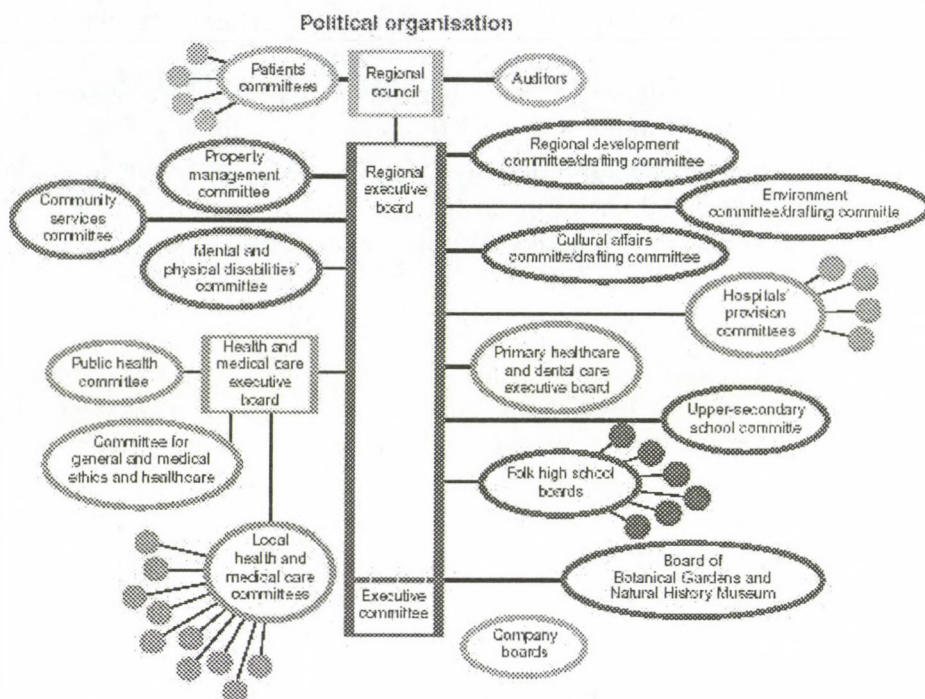 Political organisation
Patients'
committees
Regional
council
Auditors
Property
management
committee
Regional
executive
board
Regional development
committee/drafting committee
Community
services
committee
Environment
committee/drafting committe
Mental and
physical disabilities'
committee
Cultural affairs
committe/drafting committee
Hospitals'
provision
committees
Public health
committee
Health and
medical care
executive
board
Primary healthcare
and dental care
executive board
Upper-secondary
school committe
Committee for
general and medical
ethics and healthcare
Folk high school
boards
Local
health and
medical care
committees
Executive
committee
Board of
Botanical Gardens and
Natural History Museum
Company
boards